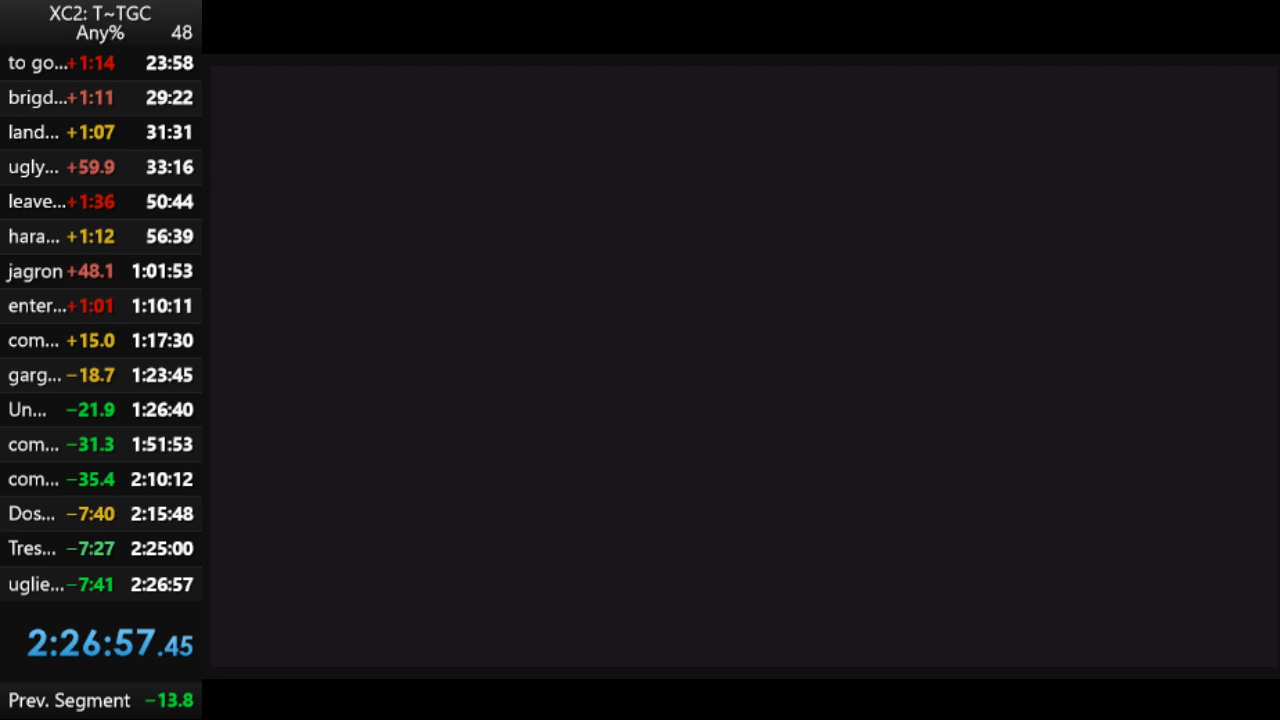 XC2: T~TGC
Any% 48
to go... +1:14 23:58
brigd... +1:11 29:22
land... +1:07 31:31
ugly... +59.9 33:16
leave... +1:36 50:44
hara... +1:12 56:39
jagron +48.1 1:01:53
enter... +1:01 1:10:11
com... +15.0 1:17:30
garg... −18.7 1:23:45
Un... −21.9 1:26:40
com... −31.3 1:51:53
com... −35.4 2:10:12
Dos... −7:40 2:15:48
Tres... −7:27 2:25:00
uglie... −7:41 2:26:57
2:26:57.45
Prev. Segment −13.8